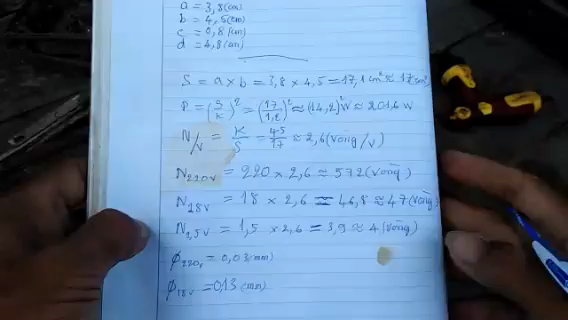 a = 3,8 (cm)
b = 4,5 (cm)
c = 0,8 (cm)
d = 4,8 (cm)
S = a x b = 3,8 x 4,5 = 17,1 cm² ≈ 17 (cm²)
P = (S/K)² = (17/1,2)² ≈ (14,2)² W ≈ 201,6 W
N/V = K/S = 45/17 ≈ 2,6 (vòng/V)
N220V = 220 x 2,6 ≈ 572 (vòng)
N18V = 18 x 2,6 = 46,8 ≈ 47 (vòng)
N1,5V = 1,5 x 2,6 = 3,9 ≈ 4 (vòng)
φ220V = 0,03 (mm)
φ18V = 0,13 (mm)